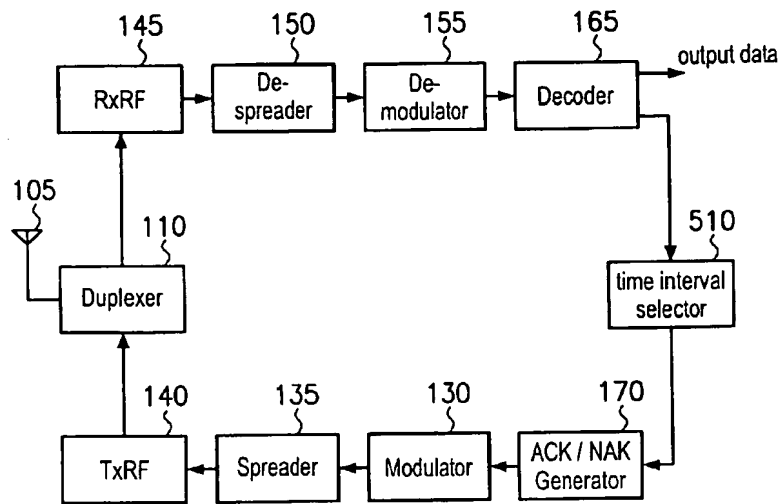 145
150
155
165
RxRF
De-
spreader
De-
modulator
Decoder
output data
105
110
Duplexer
510
time interval
selector
140
135
130
170
TxRF
Spreader
Modulator
ACK / NAK
Generator